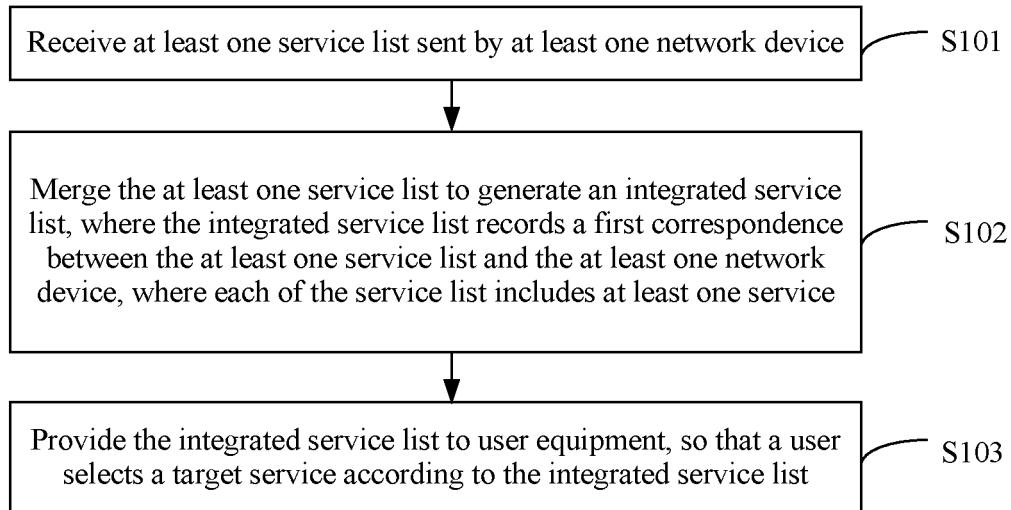 Receive at least one service list sent by at least one network device
S101
Merge the at least one service list to generate an integrated service
list, where the integrated service list records a first correspondence
between the at least one service list and the at least one network
device, where each of the service list includes at least one service
S102
Provide the integrated service list to user equipment, so that a user
selects a target service according to the integrated service list
S103